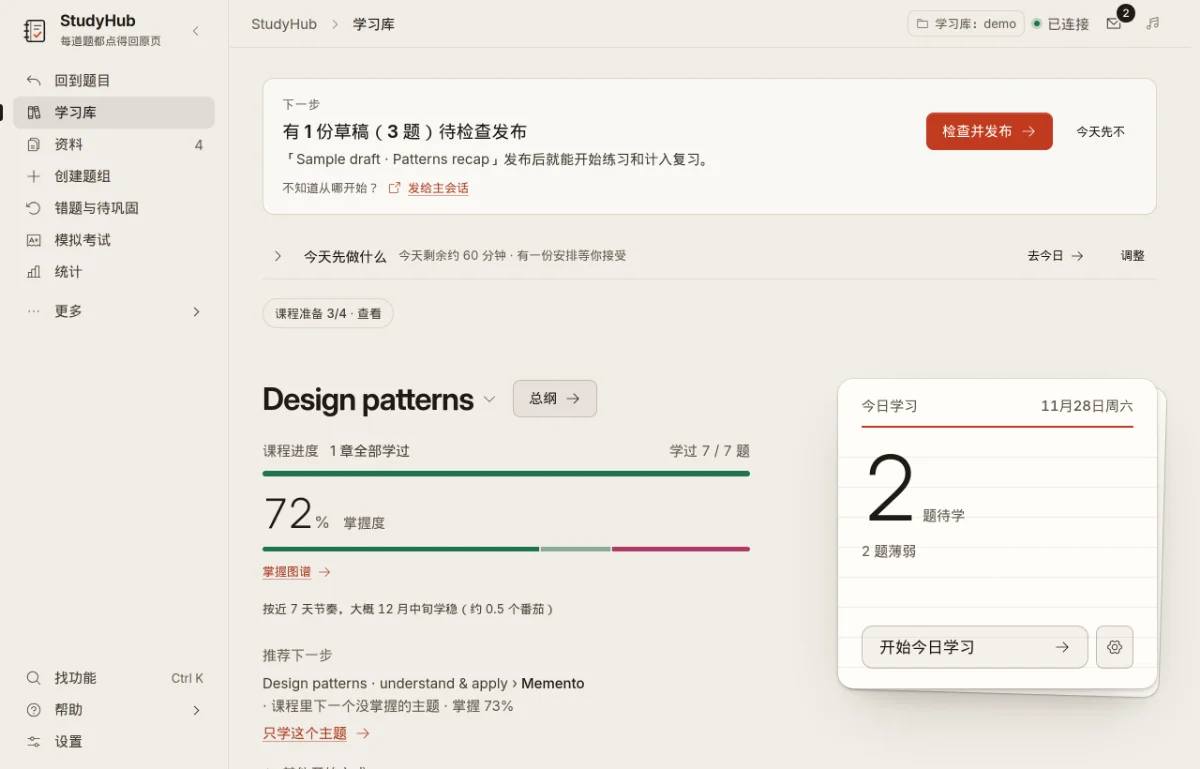 StudyHub
每道题都点得回原页
回到题目
学习库
资料 4
创建题组
错题与待巩固
模拟考试
统计
更多
找功能 Ctrl K
帮助
设置
StudyHub 学习库
学习库：demo 已连接 2
下一步
有 1 份草稿（3 题）待检查发布
「Sample draft · Patterns recap」发布后就能开始练习和计入复习。
不知道从哪开始？ 发给主会话
检查并发布 今天先不
今天先做什么 今天剩余约 60 分钟 · 有一份安排等你接受
去今日 调整
课程准备 3/4 · 查看
Design patterns 总纲
课程进度 1 章全部学过 学过 7 / 7 题
72% 掌握度
掌握图谱
按近 7 天节奏，大概 12 月中旬学稳（约 0.5 个番茄）
推荐下一步
Design patterns · understand & apply › Memento
· 课程里下一个没掌握的主题 · 掌握 73%
只学这个主题
今日学习 11月28日周六
2 题待学
2 题薄弱
开始今日学习